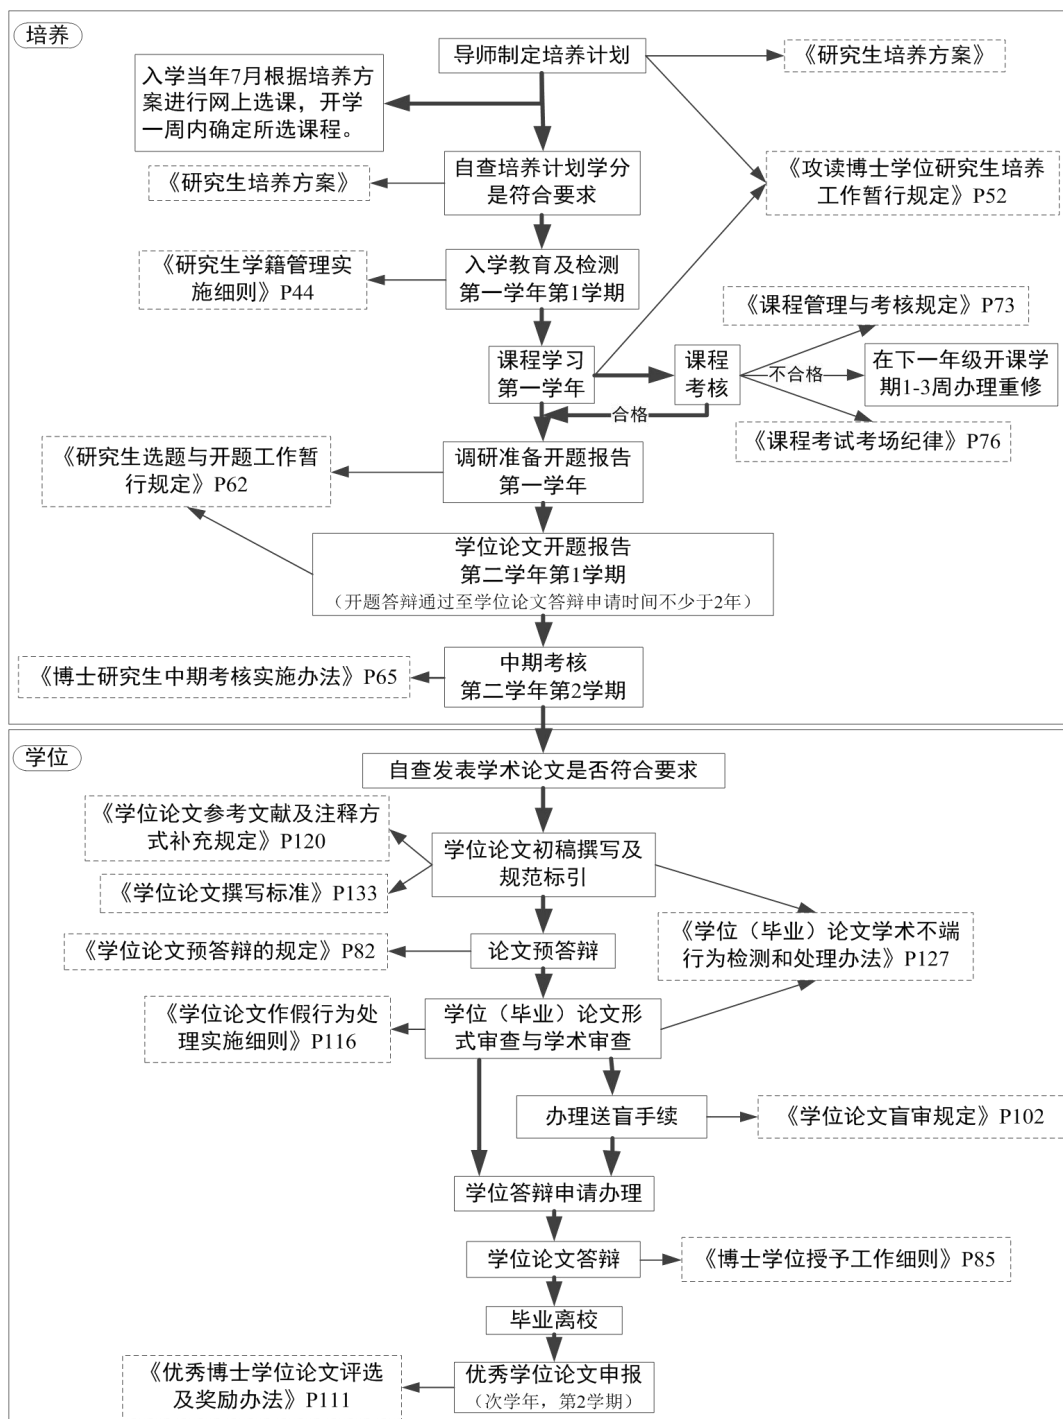 培养
导师制定培养计划
《研究生培养方案》
入学当年7月根据培养方
案进行网上选课，开学
一周内确定所选课程。
自查培养计划学分
是符合要求
《研究生培养方案》
《攻读博士学位研究生培养
工作暂行规定》P52
入学教育及检测
第一学年第1学期
《研究生学籍管理实
施细则》P44
《课程管理与考核规定》P73
课程学习
第一学年
课程
考核
不合格
在下一年级开课学
期1-3周办理重修
合格
《课程考试考场纪律》P76
调研准备开题报告
第一学年
《研究生选题与开题工作暂
行规定》P62
学位论文开题报告
第二学年第1学期
（开题答辩通过至学位论文答辩申请时间不少于2年）
中期考核
第二学年第2学期
《博士研究生中期考核实施办法》P65
学位
自查发表学术论文是否符合要求
《学位论文参考文献及注释方
式补充规定》P120
学位论文初稿撰写及
规范标引
《学位论文撰写标准》P133
《学位（毕业）论文学术不端
行为检测和处理办法》P127
论文预答辩
《学位论文预答辩的规定》P82
学位（毕业）论文形
式审查与学术审查
《学位论文作假行为处
理实施细则》P116
办理送盲手续
《学位论文盲审规定》P102
学位答辩申请办理
学位论文答辩
《博士学位授予工作细则》P85
毕业离校
优秀学位论文申报
（次学年，第2学期）
《优秀博士学位论文评选
及奖励办法》P111